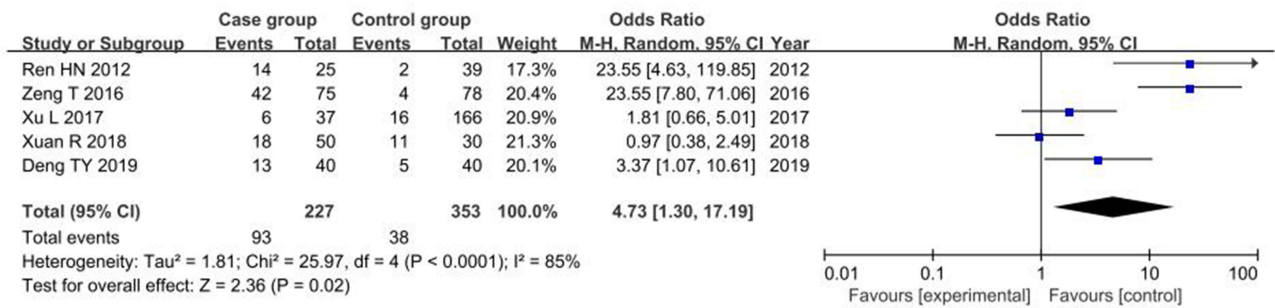 Case group Control group Odds Ratio Odds Ratio
Study or Subgroup Events Total Events Total Weight M-H, Random, 95% CI Year M-H, Random, 95% CI
Ren HN 2012 14 25 2 39 17.3% 23.55 [4.63, 119.85] 2012
Zeng T 2016 42 75 4 78 20.4% 23.55 [7.80, 71.06] 2016
Xu L 2017 6 37 16 166 20.9% 1.81 [0.66, 5.01] 2017
Xuan R 2018 18 50 11 30 21.3% 0.97 [0.38, 2.49] 2018
Deng TY 2019 13 40 5 40 20.1% 3.37 [1.07, 10.61] 2019
Total (95% CI) 227 353 100.0% 4.73 [1.30, 17.19]
Total events 93 38
Heterogeneity: Tau² = 1.81; Chi² = 25.97, df = 4 (P < 0.0001); I² = 85%
Test for overall effect: Z = 2.36 (P = 0.02)
0.01 0.1 1 10 100
Favours [experimental] Favours [control]